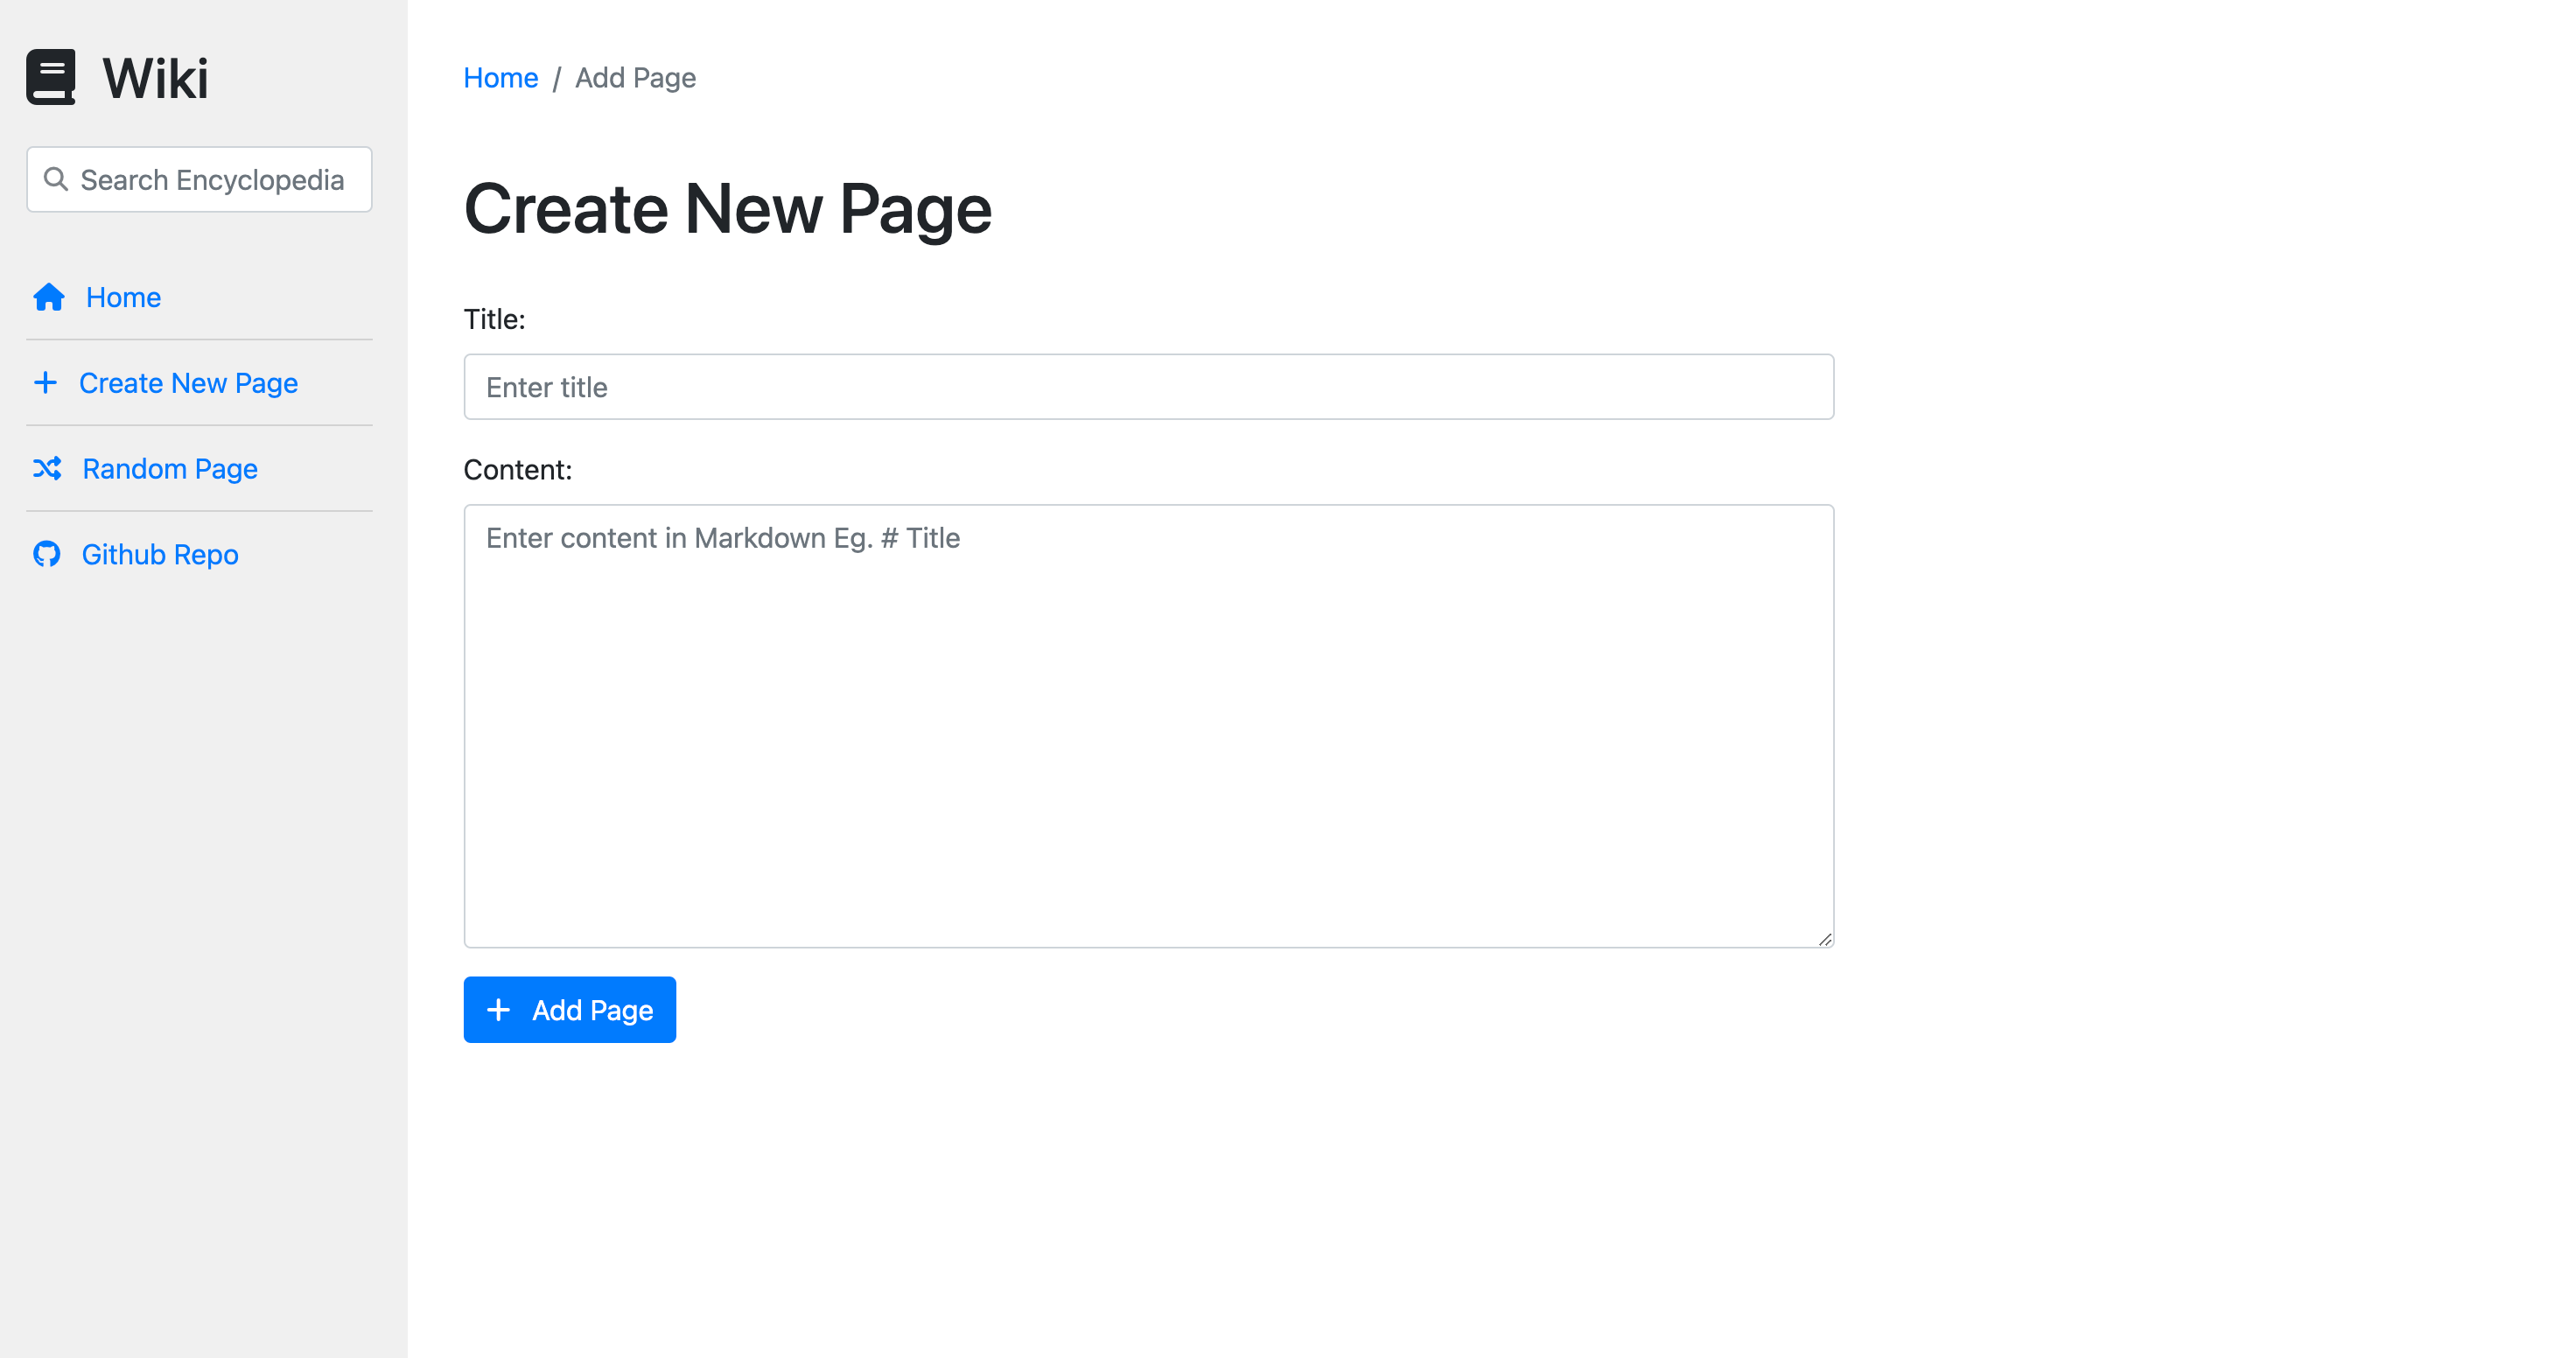 Wiki
Search Encyclopedia
Home
Create New Page
Random Page
Github Repo
Home / Add Page
Create New Page
Title:
Enter title
Content:
Enter content in Markdown Eg. # Title
Add Page